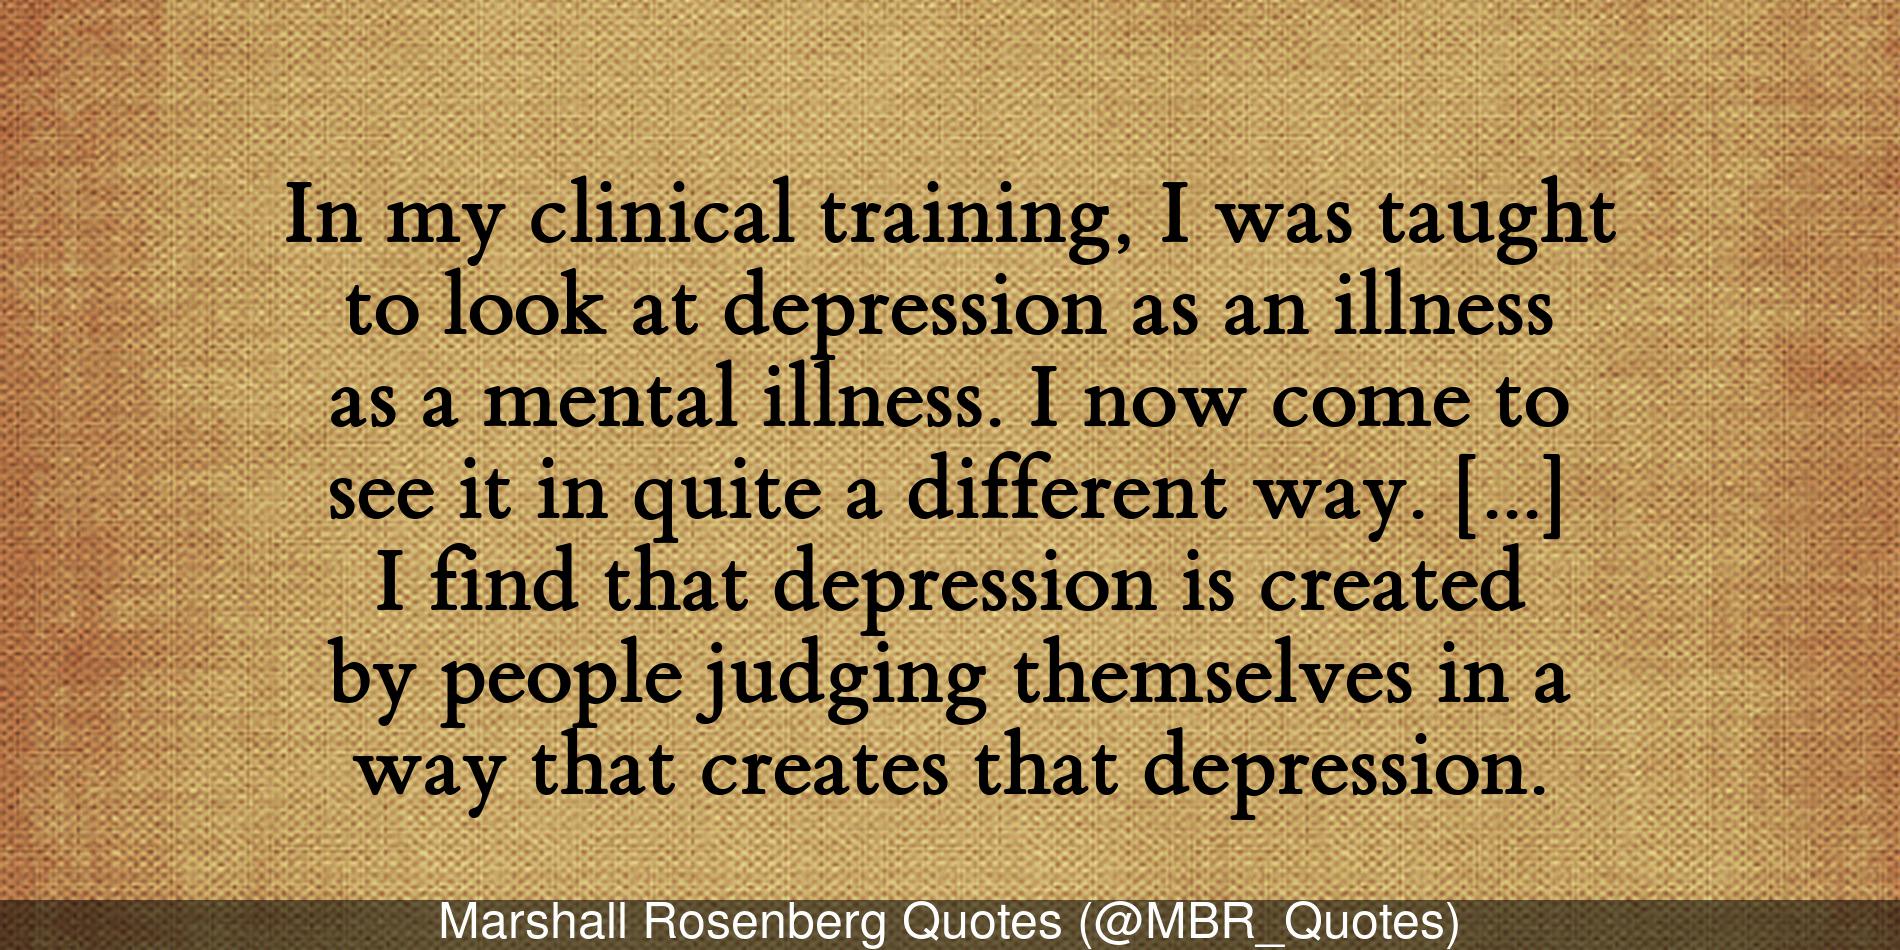 In my clinical training, I was taught
to look at depression as an illness
as a mental illness. I now come to
see it in quite a different way. [...]
I find that depression is created
by people judging themselves in a
way that creates that depression.
Marshall Rosenberg Quotes (@MBR_Quotes)